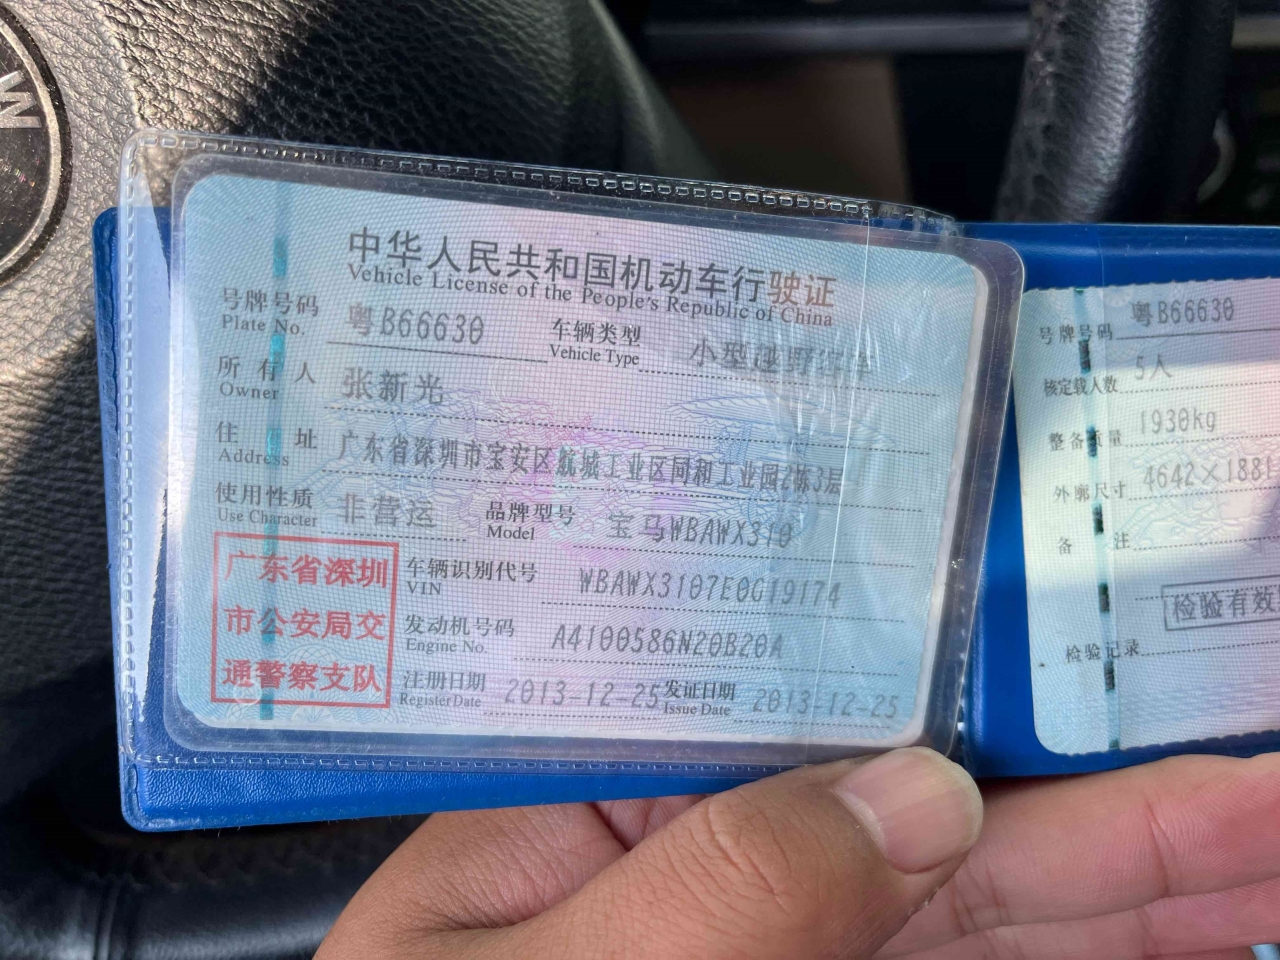 中华人民共和国机动车行驶证
Vehicle License of the People's Republic of China
号牌号码 粤B66630 车辆类型 小型越野客车
Plate No. Vehicle Type
所有人 张新光
Owner
住址 广东省深圳市宝安区航城工业区同和工业园2栋3层
Address
使用性质 非营运 品牌型号 宝马WBAWX310
Use Character Model
车辆识别代号 WBAWX3107E0G19174
VIN
发动机号码 A4100586N20B20A
Engine No.
注册日期 2013-12-25 发证日期 2013-12-25
Register Date Issue Date
广东省深圳
市公安局交
通警察支队
号牌号码 粤B66630
核定载人数 5人
整备质量 1930kg
外廓尺寸 4642×1881
备注
检验有效
检验记录
W